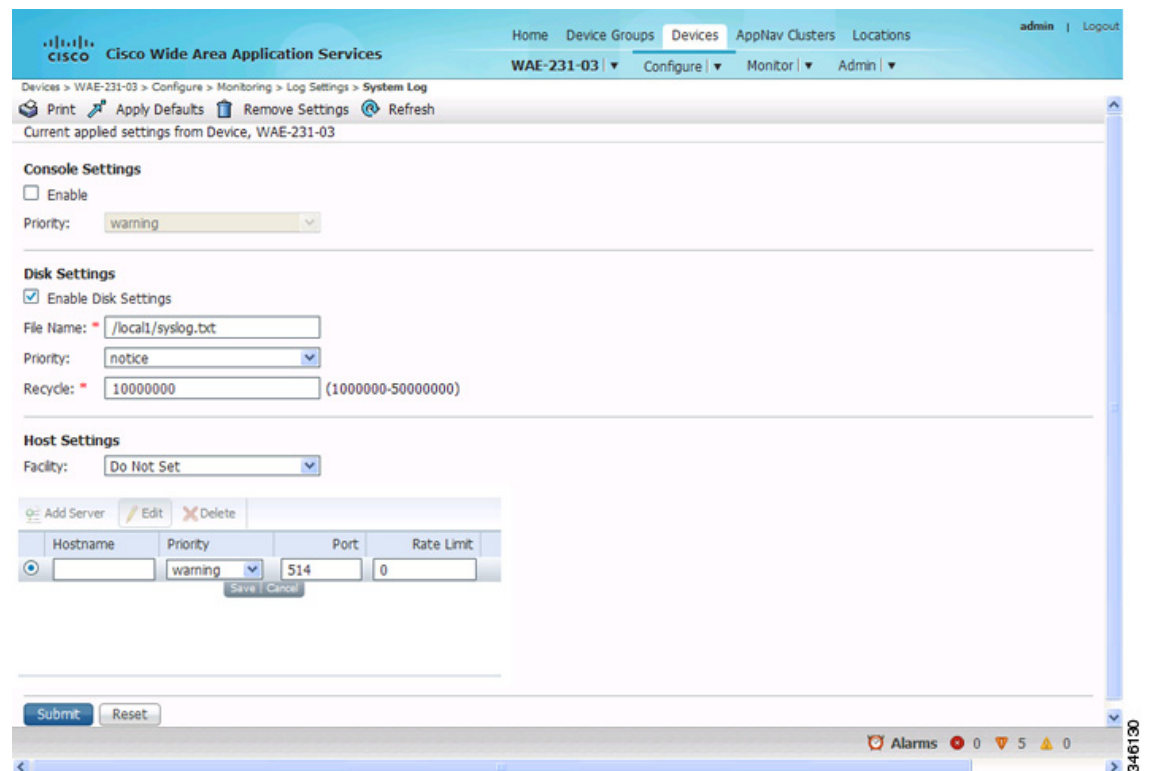 admin | Logout
CISCO Cisco Wide Area Application Services
Home Device Groups Devices AppNav Clusters Locations
WAE-231-03 | Configure | Monitor | Admin |
Devices > WAE-231-03 > Configure > Monitoring > Log Settings > System Log
Print Apply Defaults Remove Settings Refresh
Current applied settings from Device, WAE-231-03
Console Settings
Enable
Priority: warning
Disk Settings
Enable Disk Settings
File Name: * /local1/syslog.txt
Priority: notice
Recycle: * 10000000 (1000000-50000000)
Host Settings
Facility: Do Not Set
Add Server Edit Delete
Hostname Priority Port Rate Limit
warning 514 0
Save | Cancel
Submit Reset
Alarms 0 5 0
346130